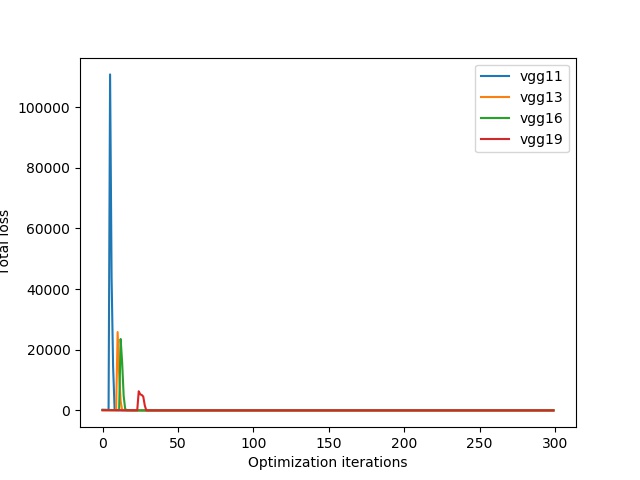 vgg11
vgg13
vgg16
vgg19
100000
80000
60000
40000
20000
0
Total loss
0 50 100 150 200 250 300
Optimization iterations